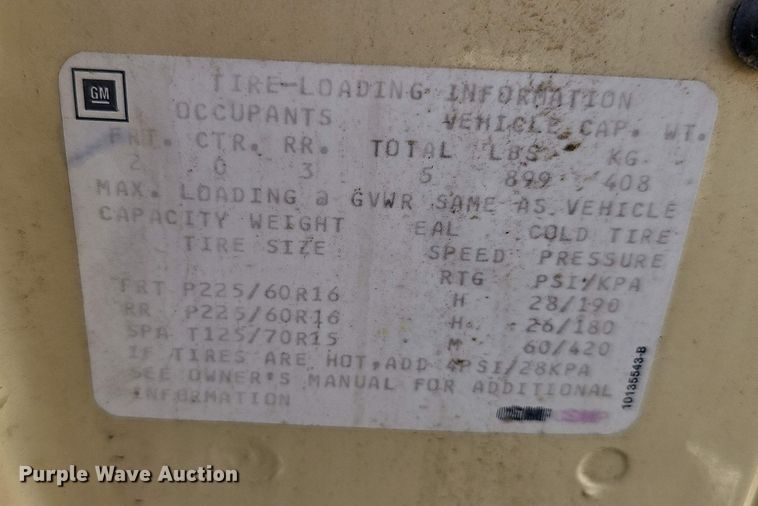 GM
TIRE-LOADING INFORMATION
OCCUPANTS VEHICLE CAP. WT.
FRT. CTR. RR. TOTAL LBS KG
2 0 3 5 899 408
MAX. LOADING @ GVWR SAME AS VEHICLE
CAPACITY WEIGHT EAL COLD TIRE
TIRE SIZE SPEED PRESSURE
RTG PSI/KPA
FRT P225/60R16 H 28/190
RR P225/60R16 H 26/180
SPA T125/70R15 M 60/420
IF TIRES ARE HOT,ADD 4PSI/28KPA
SEE OWNER'S MANUAL FOR ADDITIONAL
INFORMATION
10135543-B
Purple Wave Auction